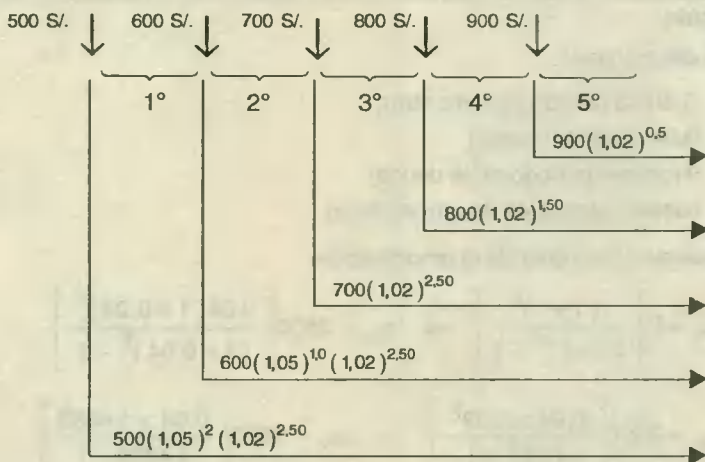 500 S/. 600 S/. 700 S/. 800 S/. 900 S/.
1° 2° 3° 4° 5°
900(1,02)^0,5
800(1,02)^1,50
700(1,02)^2,50
600(1,05)^1,0 (1,02)^2,50
500(1,05)^2 (1,02)^2,50